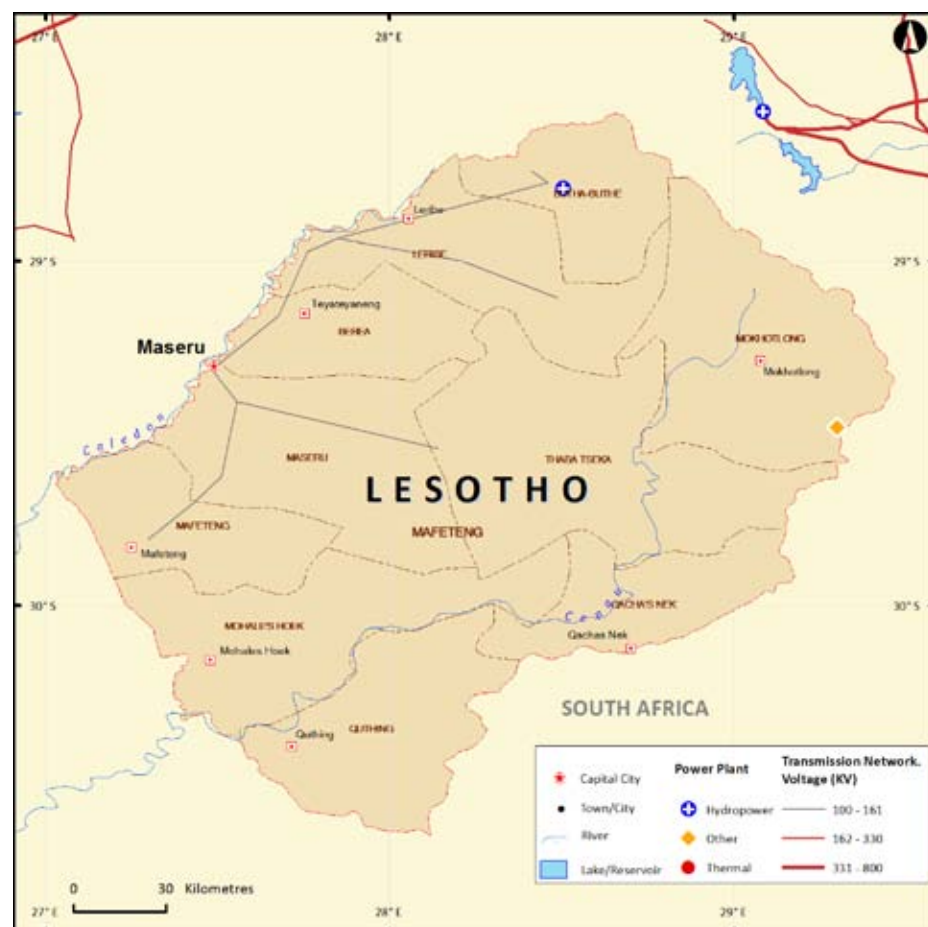 27° E
28° E
29° E
BUTHA-BUTHE
Leribe
LERIBE
29° S
29° S
Teyateyaneng
BEREA
MOKHOTLONG
Maseru
Mokhotlong
Caledon
MASERU
THABA TSEKA
LESOTHO
MAFETENG
MAFETENG
Mafeteng
30° S
30° S
QACHA'S NEK
MOHALE'S HOEK
Qachas Nek
Mohales Hoek
SOUTH AFRICA
QUTHING
Quthing
Capital City
Town/City
River
Lake/Reservoir
Power Plant
Hydropower
Other
Thermal
Transmission Network.
Voltage (KV)
100 - 161
162 - 330
331 - 800
0 30 Kilometres
27° E
28° E
29° E